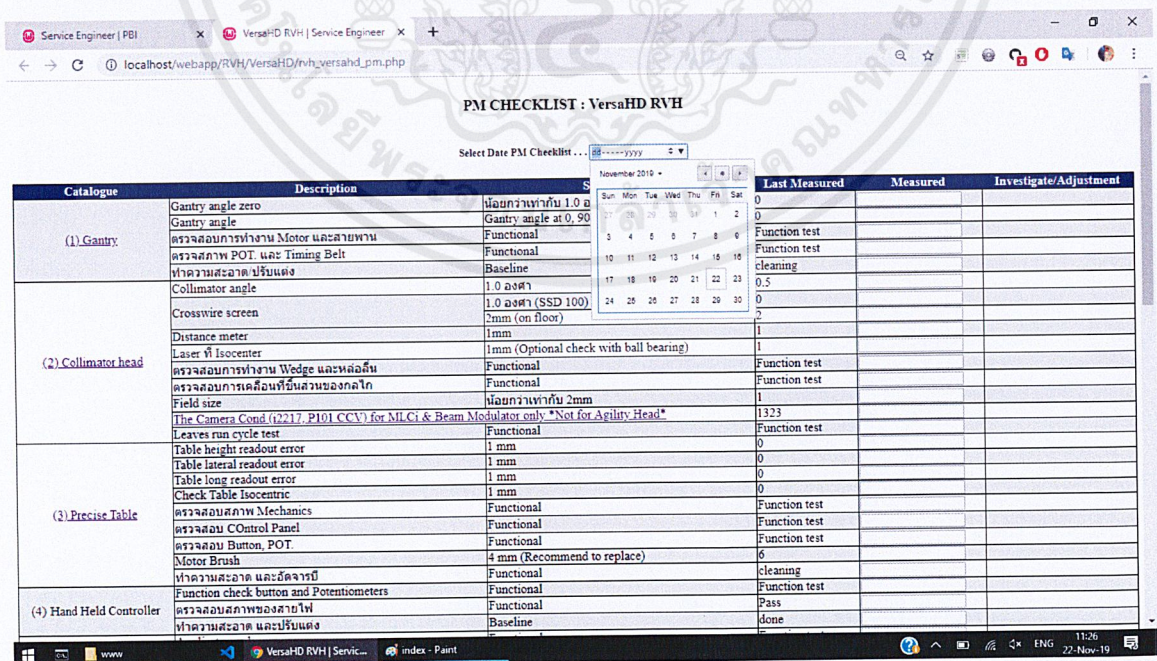 Service Engineer | PBI
VersaHD RVH | Service Engineer
localhost/webapp/RVH/VersaHD/rvh_versahd_pm.php
PM CHECKLIST : VersaHD RVH
Select Date PM Checklist . . . dd-----yyyy
November 2019
Sun Mon Tue Wed Thu Fri Sat
27 28 29 30 31 1 2
3 4 5 6 7 8 9
10 11 12 13 14 15 16
17 18 19 20 21 22 23
24 25 26 27 28 29 30
Catalogue Description S Last Measured Measured Investigate/Adjustment
(1) Gantry
Gantry angle zero น้อยกว่าเท่ากับ 1.0 อ 0
Gantry angle Gantry angle at 0, 90 0
ตรวจสอบการทำงาน Motor และสายพาน Functional Function test
ตรวจสภาพ POT. และ Timing Belt Functional Function test
ทำความสะอาด/ปรับแต่ง Baseline cleaning
(2) Collimator head
Collimator angle 1.0 องศา 0.5
Crosswire screen 1.0 องศา (SSD 100) 0
2mm (on floor) 2
Distance meter 1mm 1
Laser ที่ Isocenter 1mm (Optional check with ball bearing) 1
ตรวจสอบการทำงาน Wedge และหล่อลื่น Functional Function test
ตรวจสอบการเคลื่อนที่ชิ้นส่วนของกลไก Functional Function test
Field size น้อยกว่าเท่ากับ 2mm 1
The Camera Cond (i2217, P101 CCV) for MLCi & Beam Modulator only *Not for Agility Head* 1323
Leaves run cycle test Functional Function test
(3) Precise Table
Table height readout error 1 mm 0
Table lateral readout error 1 mm 0
Table long readout error 1 mm 0
Check Table Isocentric 1 mm 0
ตรวจสอบสภาพ Mechanics Functional Function test
ตรวจสอบ COntrol Panel Functional Function test
ตรวจสอบ Button, POT. Functional Function test
Motor Brush 4 mm (Recommend to replace) 6
ทำความสะอาด และอัดจารบี Functional cleaning
(4) Hand Held Controller
Function check button and Potentiometers Functional Function test
ตรวจสอบสภาพของสายไฟ Functional Pass
ทำความสะอาด และปรับแต่ง Baseline done
www
VersaHD RVH | Servic...
index - Paint
ENG
11:26
22-Nov-19